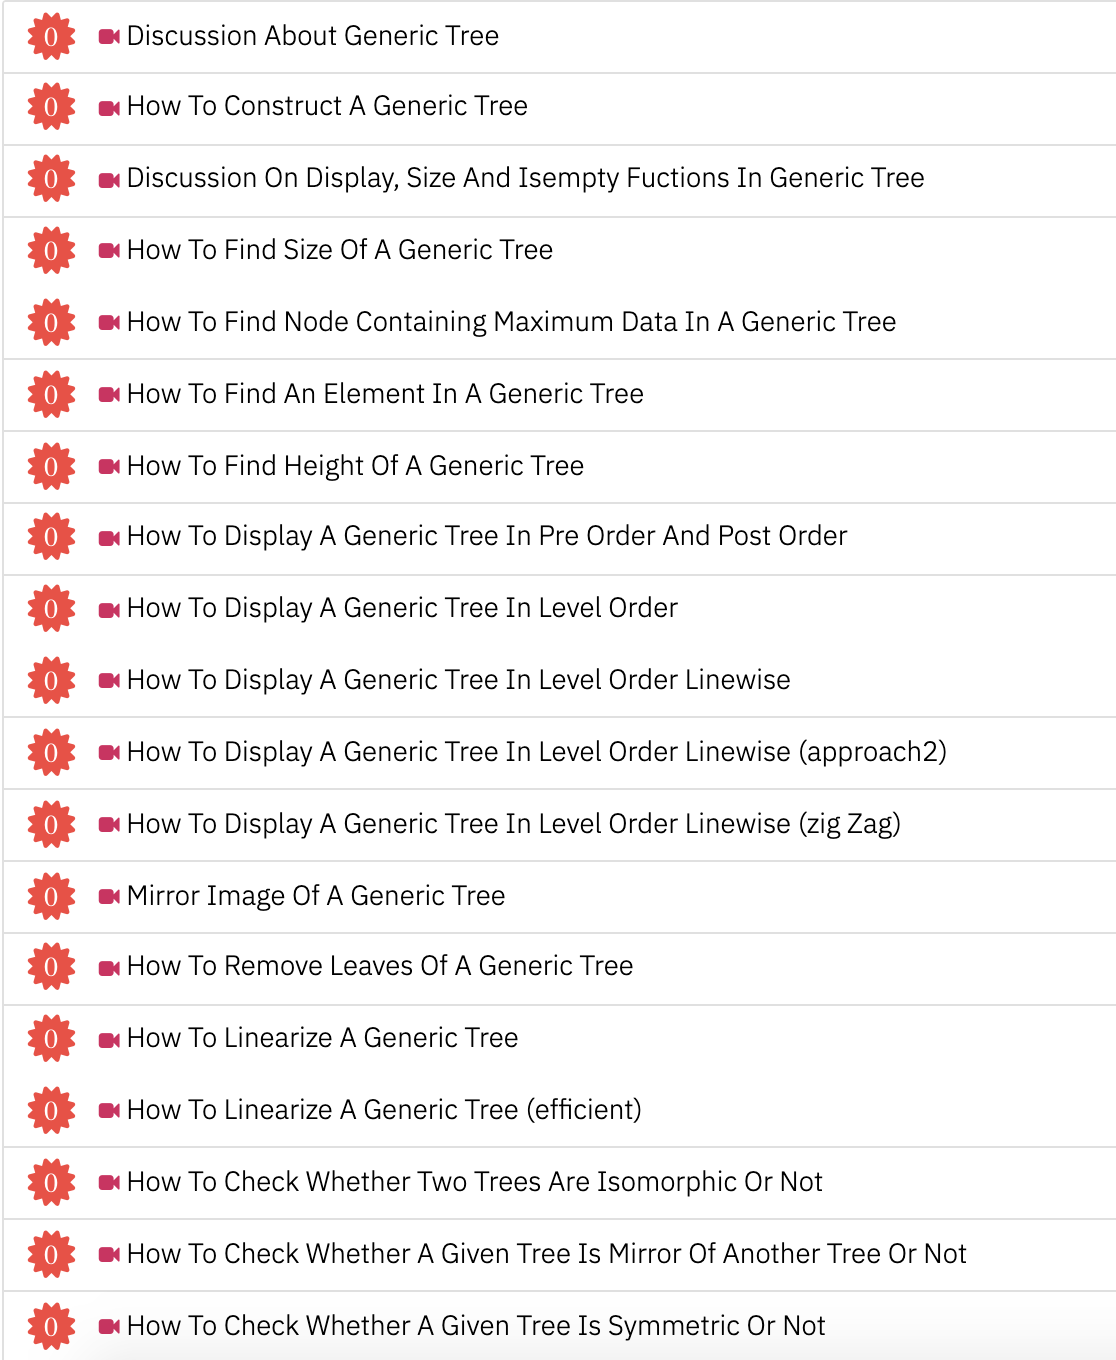 0 Discussion About Generic Tree
0 How To Construct A Generic Tree
0 Discussion On Display, Size And Isempty Fuctions In Generic Tree
0 How To Find Size Of A Generic Tree
0 How To Find Node Containing Maximum Data In A Generic Tree
0 How To Find An Element In A Generic Tree
0 How To Find Height Of A Generic Tree
0 How To Display A Generic Tree In Pre Order And Post Order
0 How To Display A Generic Tree In Level Order
0 How To Display A Generic Tree In Level Order Linewise
0 How To Display A Generic Tree In Level Order Linewise (approach2)
0 How To Display A Generic Tree In Level Order Linewise (zig Zag)
0 Mirror Image Of A Generic Tree
0 How To Remove Leaves Of A Generic Tree
0 How To Linearize A Generic Tree
0 How To Linearize A Generic Tree (efficient)
0 How To Check Whether Two Trees Are Isomorphic Or Not
0 How To Check Whether A Given Tree Is Mirror Of Another Tree Or Not
0 How To Check Whether A Given Tree Is Symmetric Or Not